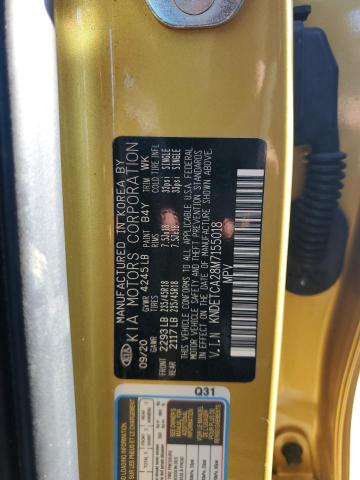 MANUFACTURED IN KOREA BY
KIA KIA MOTORS CORPORATION
09/20 GVWR 4245LB PAINT B4Y TRIM WK
GAWR TIRES RIMS COLD TIRE INFL
FRONT 2293LB 235/45R18 7.5Jx18 33psi SINGLE
REAR 2117LB 235/45R18 7.5Jx18 33psi SINGLE
THIS VEHICLE CONFORMS TO ALL APPLICABLE U.S.A FEDERAL
MOTOR VEHICLE SAFETY, BUMPER, AND THEFT PREVENTION STANDARDS
IN EFFECT ON THE DATE OF MANUFACTURE SHOWN ABOVE.
V.I.N KNDETCA28M7155018
MPV
Q31